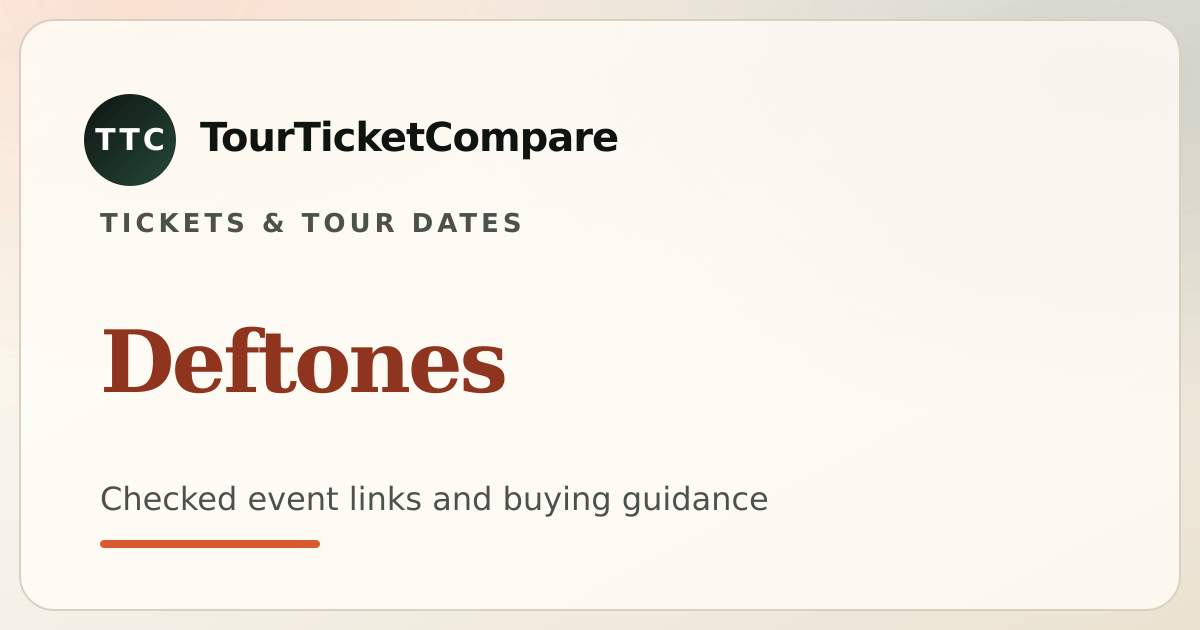 TTC TourTicketCompare
TICKETS & TOUR DATES
Deftones
Checked event links and buying guidance